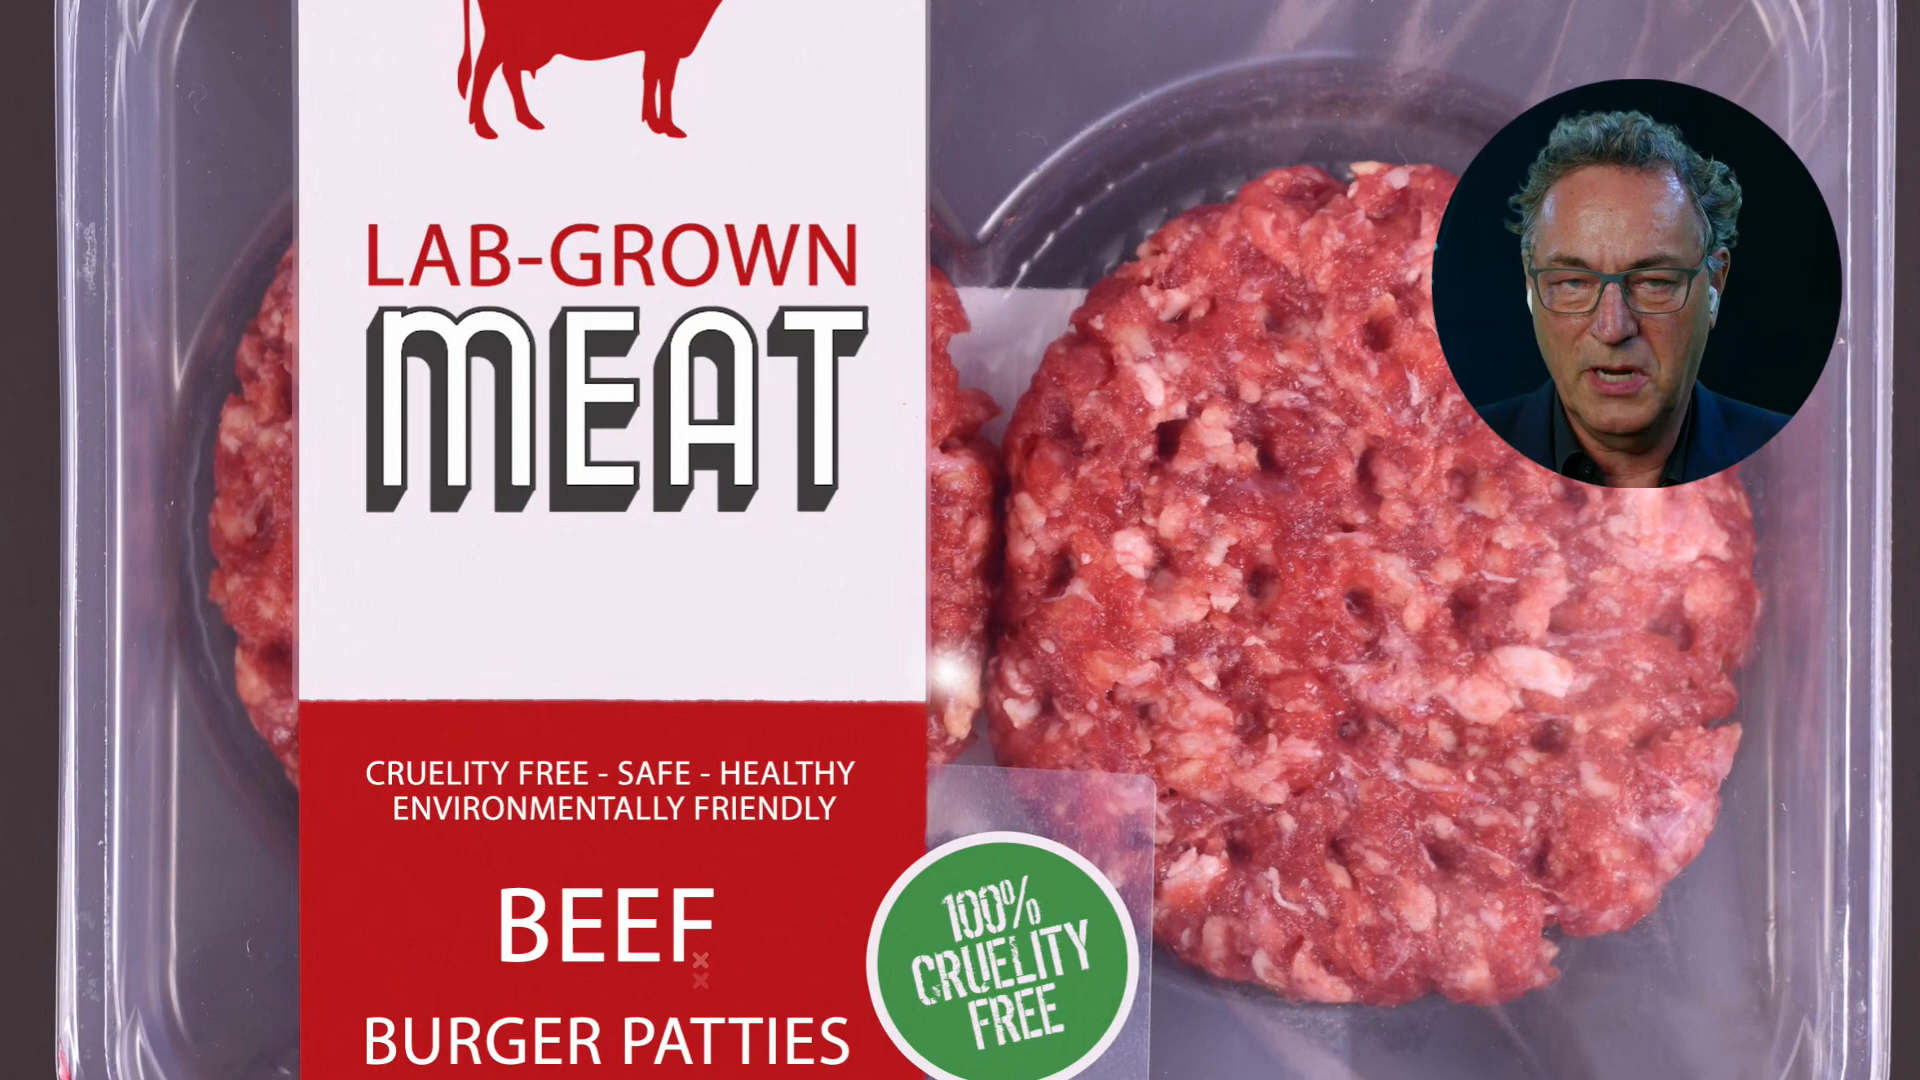 LAB-GROWN
MEAT
CRUELITY FREE - SAFE - HEALTHY
ENVIRONMENTALLY FRIENDLY
BEEF
BURGER PATTIES
100%
CRUELITY
FREE